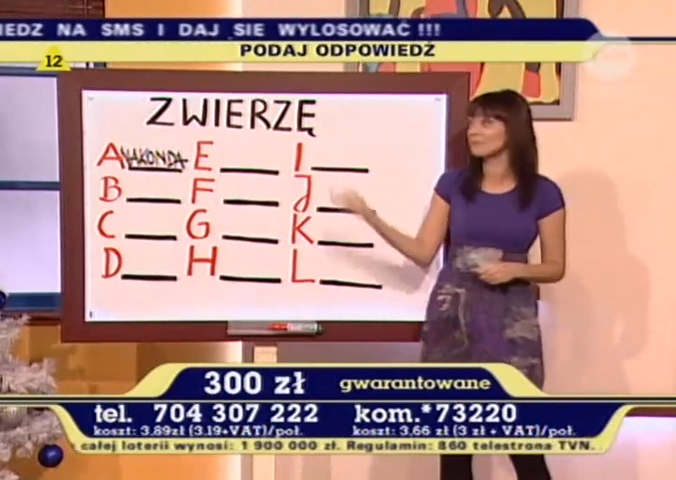 IEDZ NA SMS I DAJ SIE WYLOSOWAĆ !!!
PODAJ ODPOWIEDŹ
12
ZWIERZĘ
ANAKONDA E I
B F J
C G K
D H L
300 zł gwarantowane
tel. 704 307 222 kom.*73220
koszt: 3.89zł (3.19+VAT)/poł. koszt: 3,66 zł (3 zł + VAT)/poł.
całej loterii wynosi: 1 900 000 zł. Regulamin: 860 telestrona TVN.